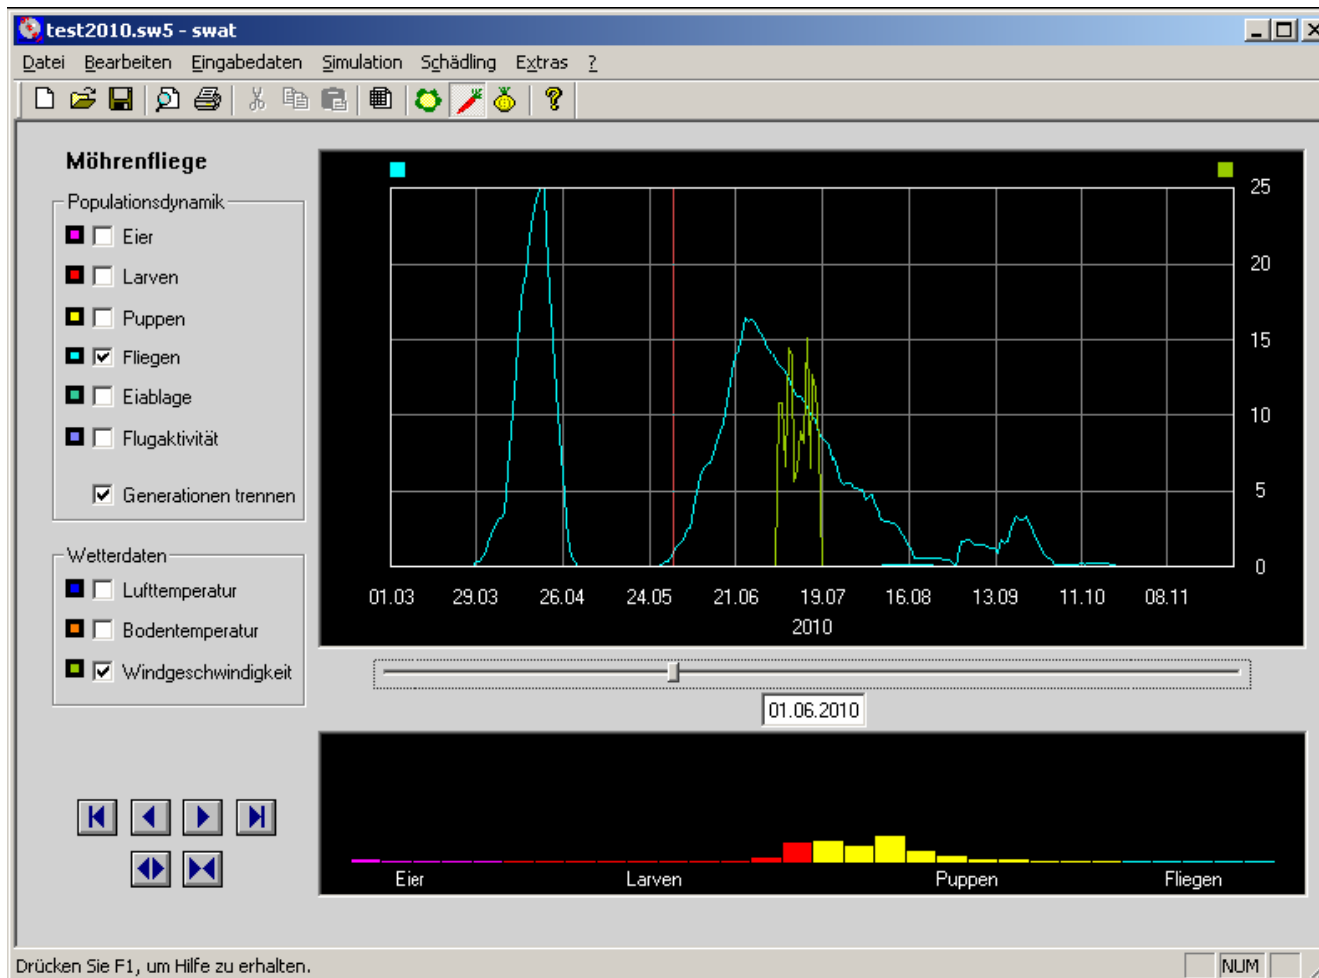 test2010.sw5 - swat
Datei Bearbeiten Eingabedaten Simulation Schädling Extras ?
Möhrenfliege
Populationsdynamik
Eier
Larven
Puppen
Fliegen
Eiablage
Flugaktivität
Generationen trennen
Wetterdaten
Lufttemperatur
Bodentemperatur
Windgeschwindigkeit
25
20
15
10
5
0
01.03 29.03 26.04 24.05 21.06 19.07 16.08 13.09 11.10 08.11
2010
01.06.2010
Eier Larven Puppen Fliegen
Drücken Sie F1, um Hilfe zu erhalten.
NUM